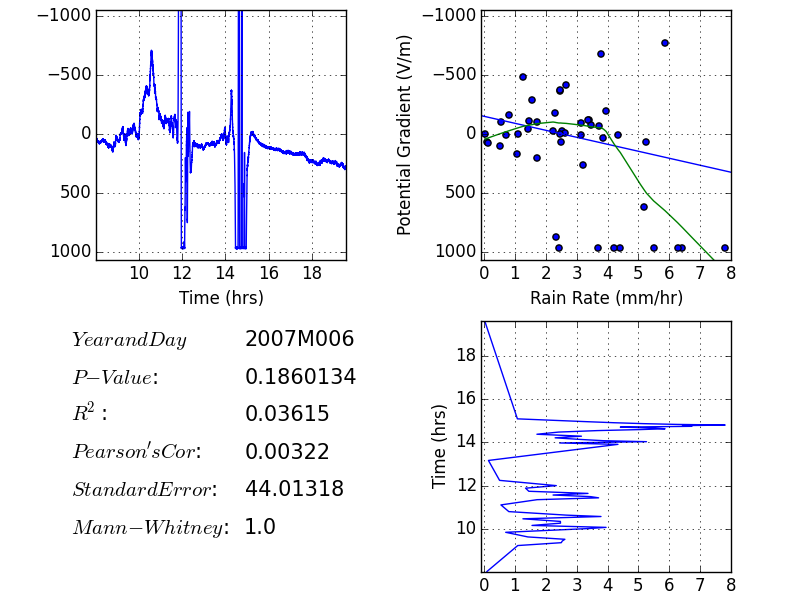 −1000
−500
0
500
1000
10 12 14 16 18
Time (hrs)
Potential Gradient (V/m)
−1000
−500
0
500
1000
0 1 2 3 4 5 6 7 8
Rain Rate (mm/hr)
YearandDay 2007M006
P−Value: 0.1860134
R²: 0.03615
Pearson′sCor: 0.00322
StandardError: 44.01318
Mann−Whitney: 1.0
Time (hrs)
18
16
14
12
10
0 1 2 3 4 5 6 7 8